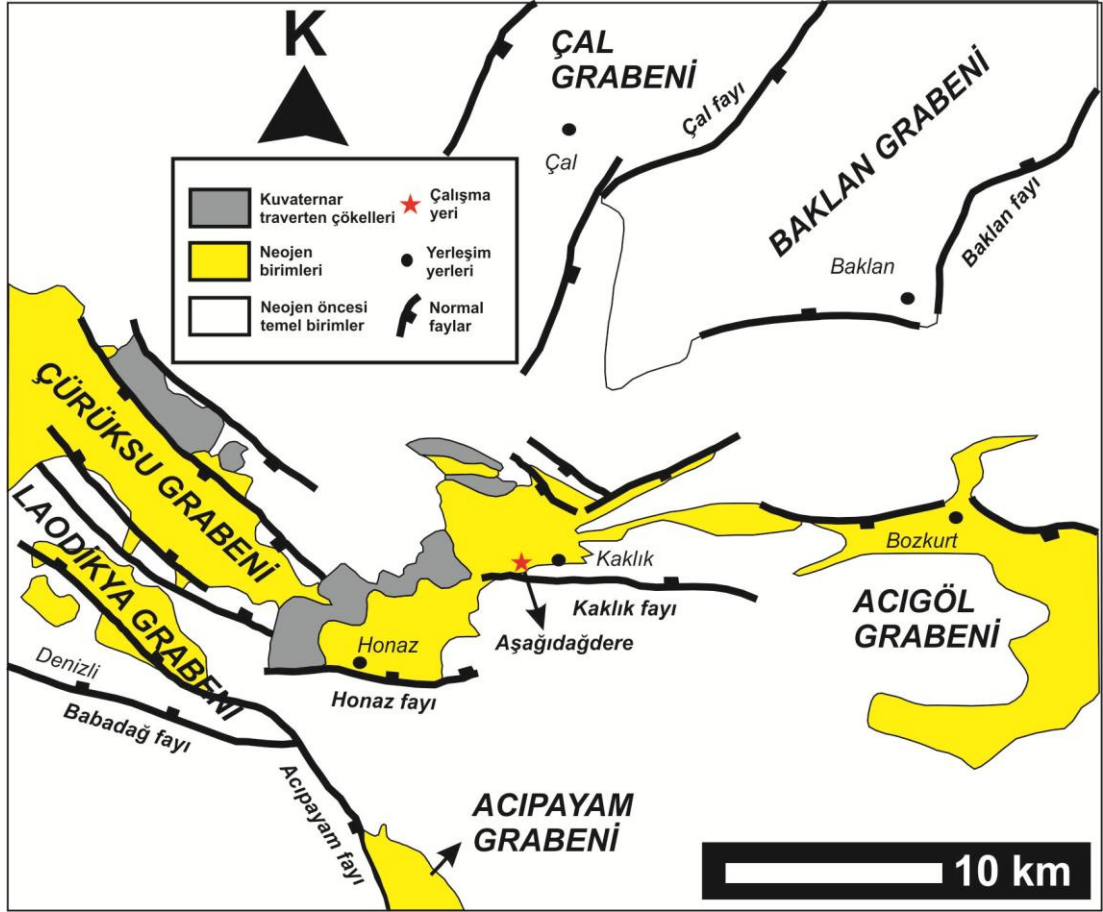 K
ÇAL
GRABENİ
Çal
Çal fayı
BAKLAN GRABENİ
Baklan
Baklan fayı
Kuvaternar
traverten çökelleri
Çalışma
yeri
Neojen
birimleri
Yerleşim
yerleri
Neojen öncesi
temel birimler
Normal
faylar
ÇÜRÜKSU GRABENİ
LAODİKYA GRABENİ
Kaklık
Kaklık fayı
Aşağıdağdere
Bozkurt
ACIGÖL
GRABENİ
Honaz
Honaz fayı
Denizli
Babadağ fayı
Acıpayam fayı
ACIPAYAM
GRABENİ
10 km